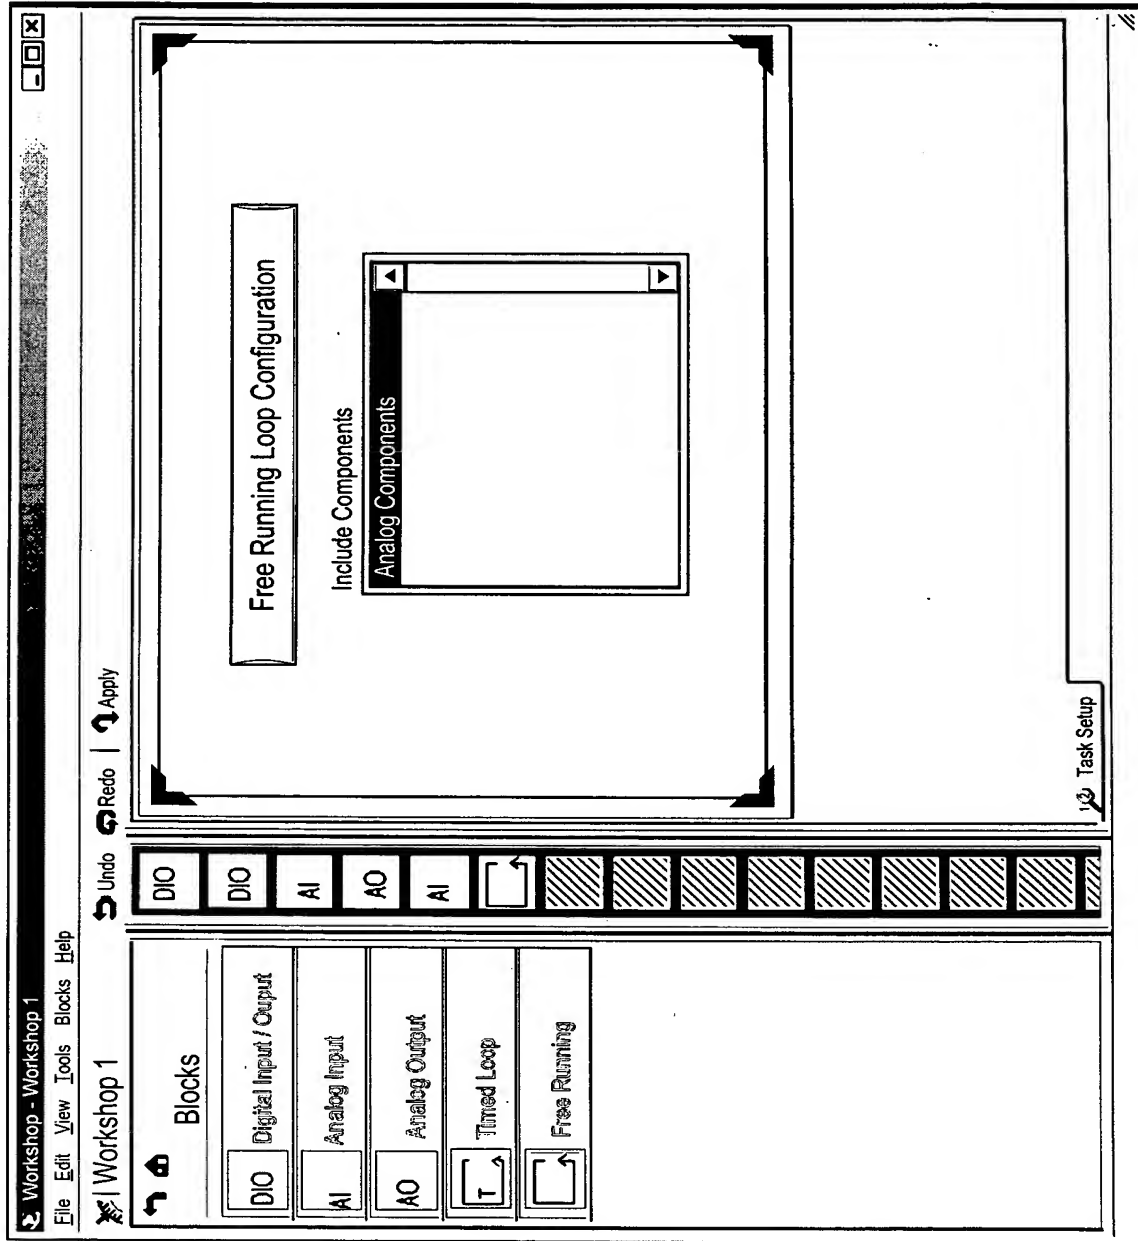 Workshop - Workshop 1
File Edit View Tools Blocks Help
Workshop 1
Undo Redo | Apply
Blocks
DIO Digital Input / Ouput
AI Analog Input
AO Analog Output
T Timed Loop
Free Running
DIO
DIO
AI
AO
AI
Free Running Loop Configuration
Include Components
Analog Components
Task Setup